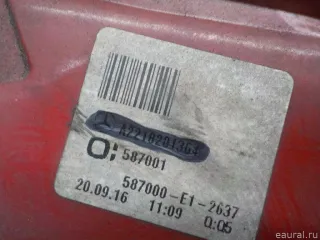 A2218201364
O; 587001
587000-E1-2637
20.09.16 11:09 0:05
eaural.ru